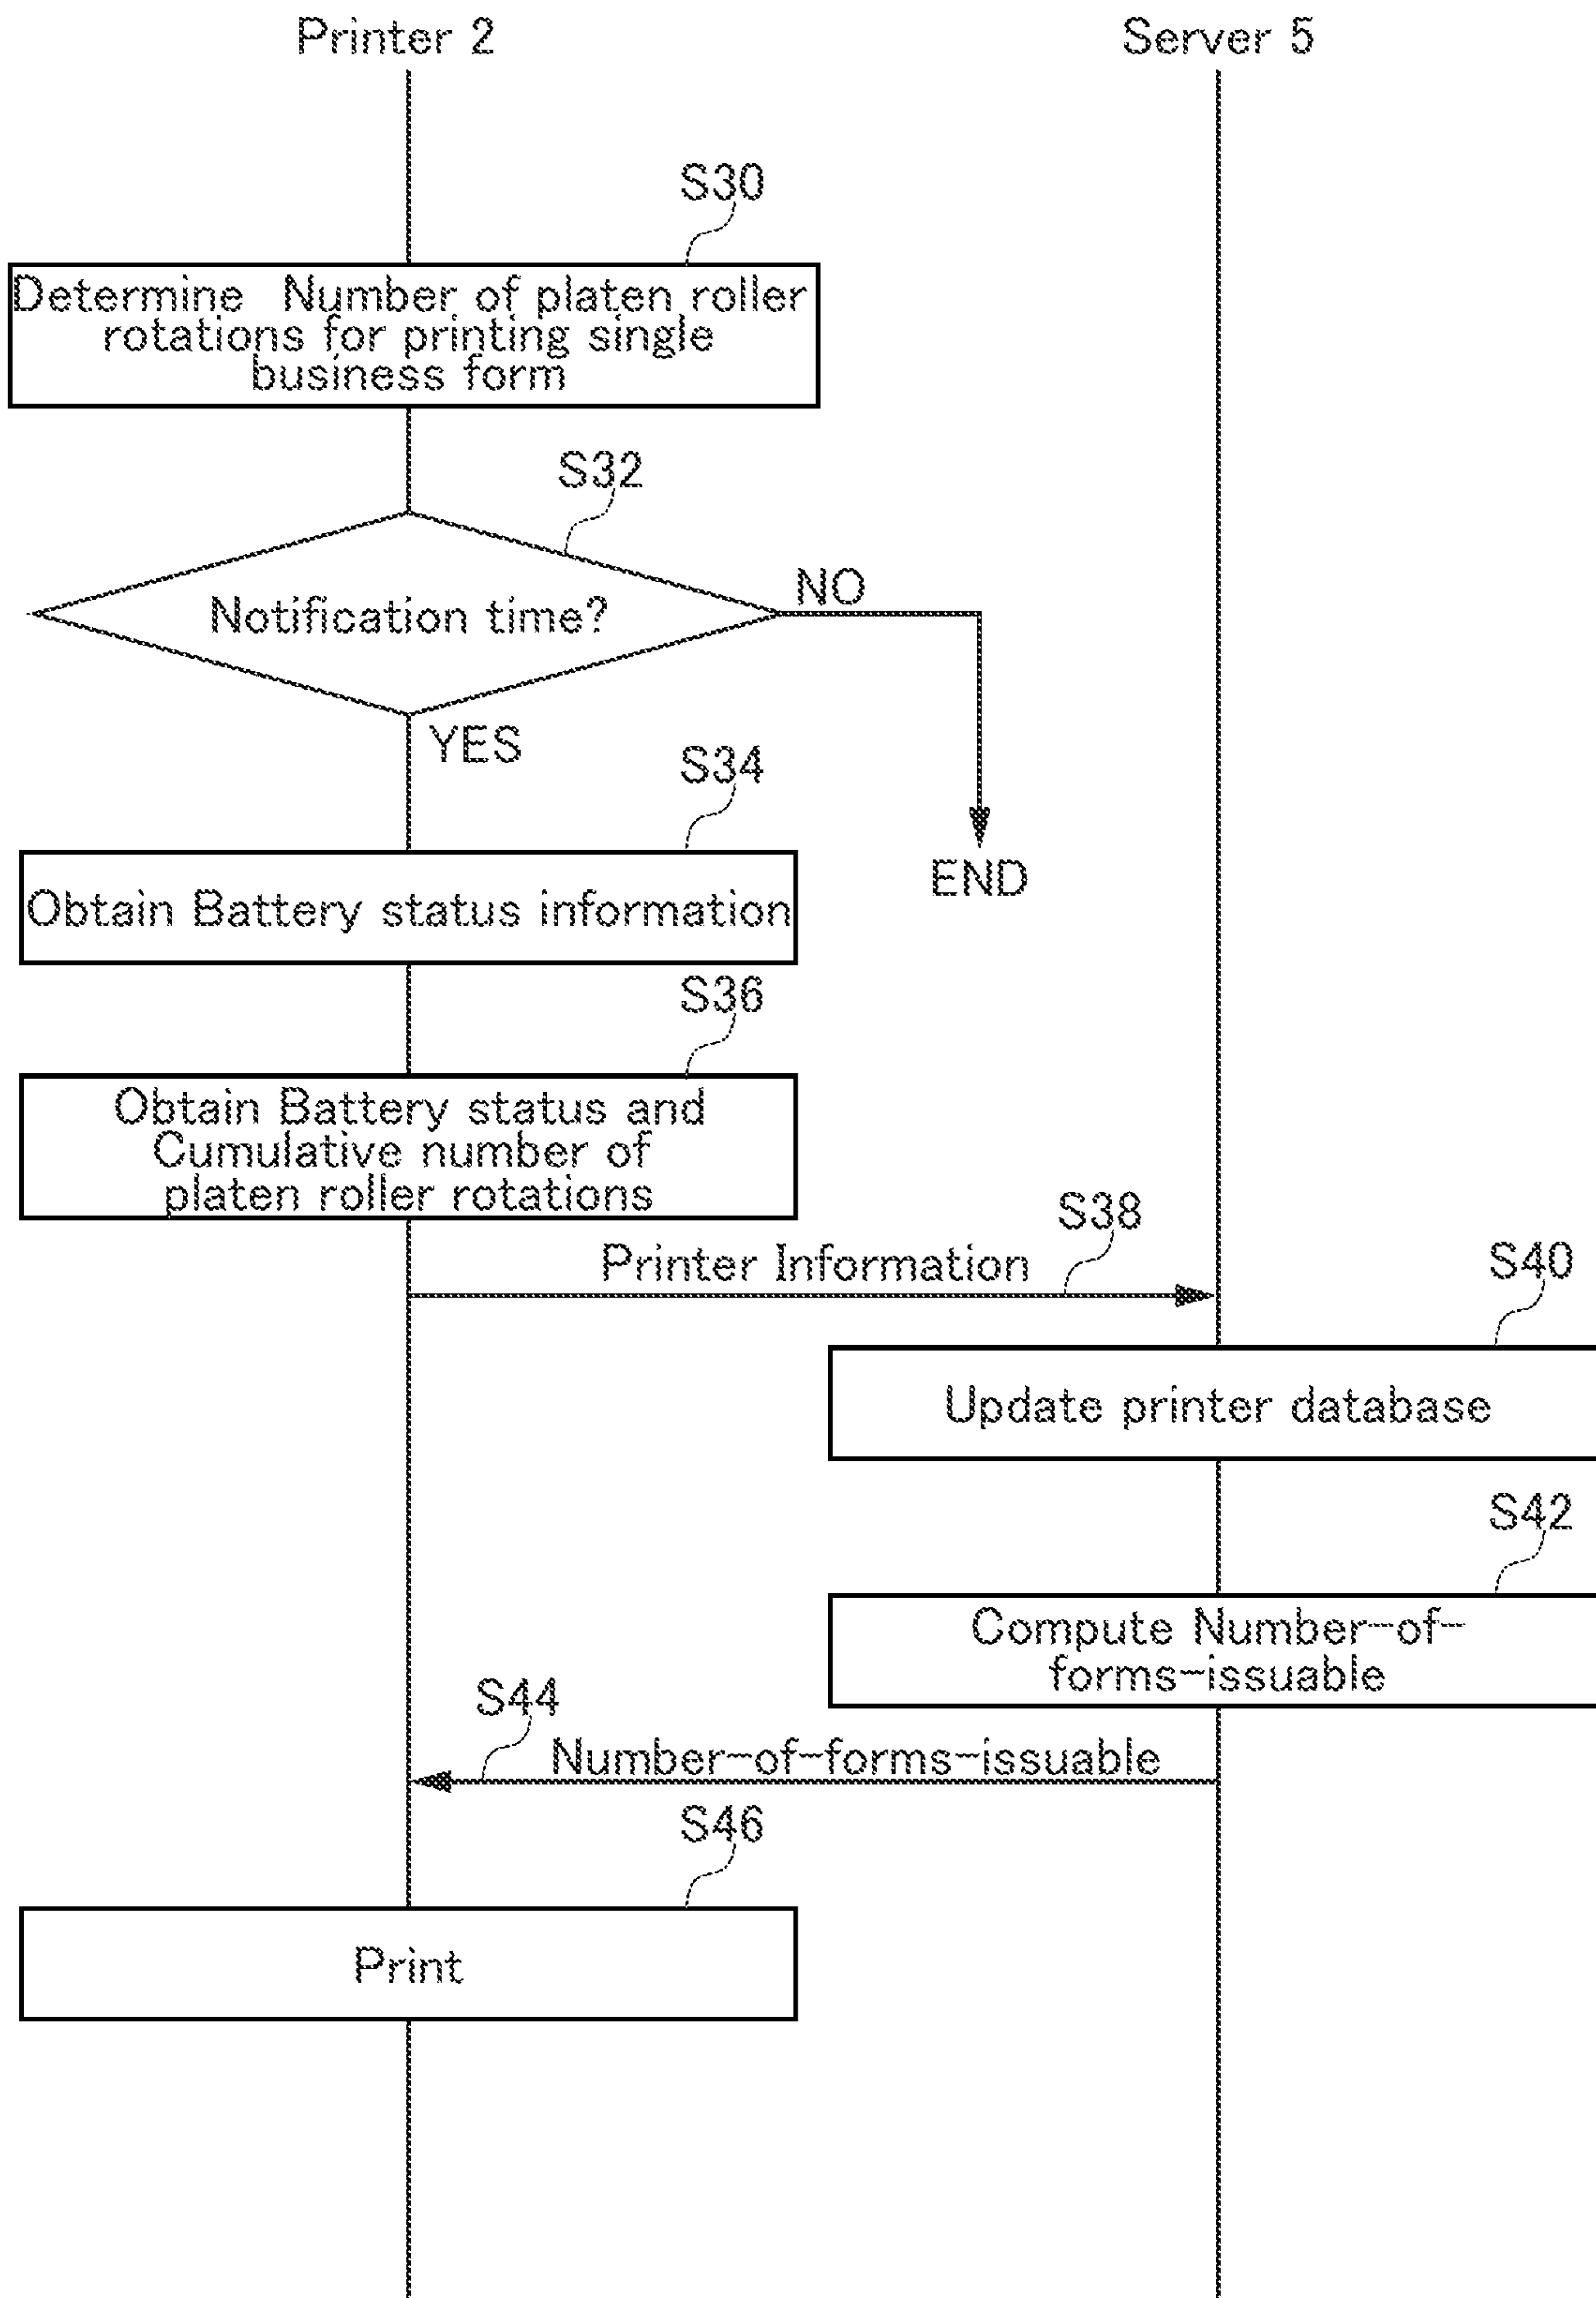 Printer 2
Server 5
S30
Determine Number of platen roller
rotations for printing single
business form
S32
Notification time?
NO
YES
END
S34
Obtain Battery status information
S36
Obtain Battery status and
Cumulative number of
platen roller rotations
S38
Printer Information
S40
Update printer database
S42
Compute Number-of-
forms-issuable
S44
Number-of-forms-issuable
S46
Print